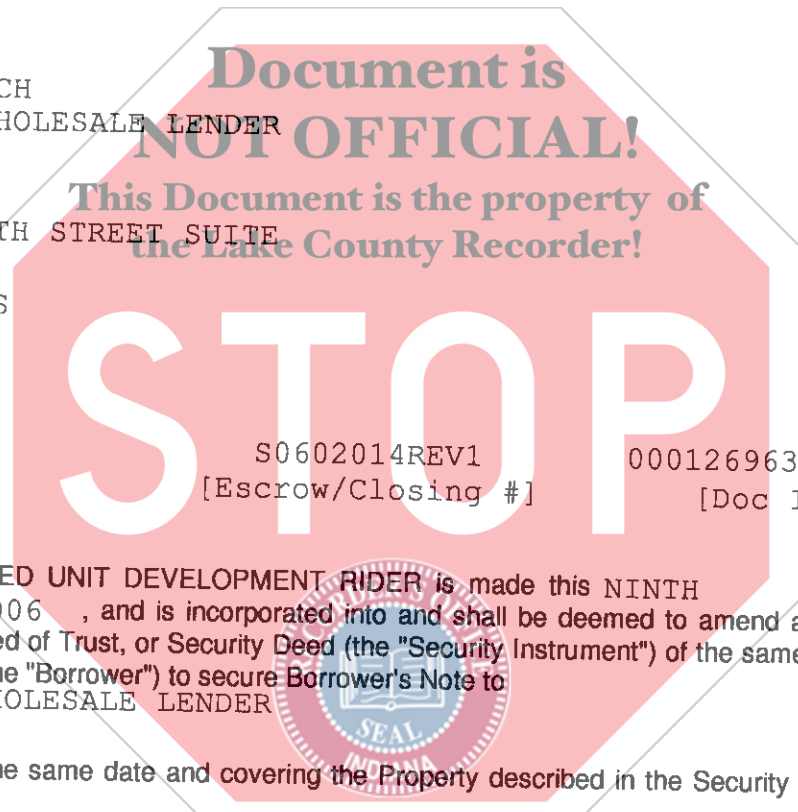 Document is
CH
HOLESALE LENDER
NOT OFFICIAL!
This Document is the property of
TH STREET SUITE
the Lake County Recorder!
S
STOP
S0602014REV1 000126963
[Escrow/Closing #] [Doc I
ED UNIT DEVELOPMENT RIDER is made this NINTH
006 , and is incorporated into and shall be deemed to amend a
ed of Trust, or Security Deed (the "Security Instrument") of the same
he "Borrower") to secure Borrower's Note to
HOLESALE LENDER
RECORDER'S
SEAL
INDIANA
he same date and covering the Property described in the Security